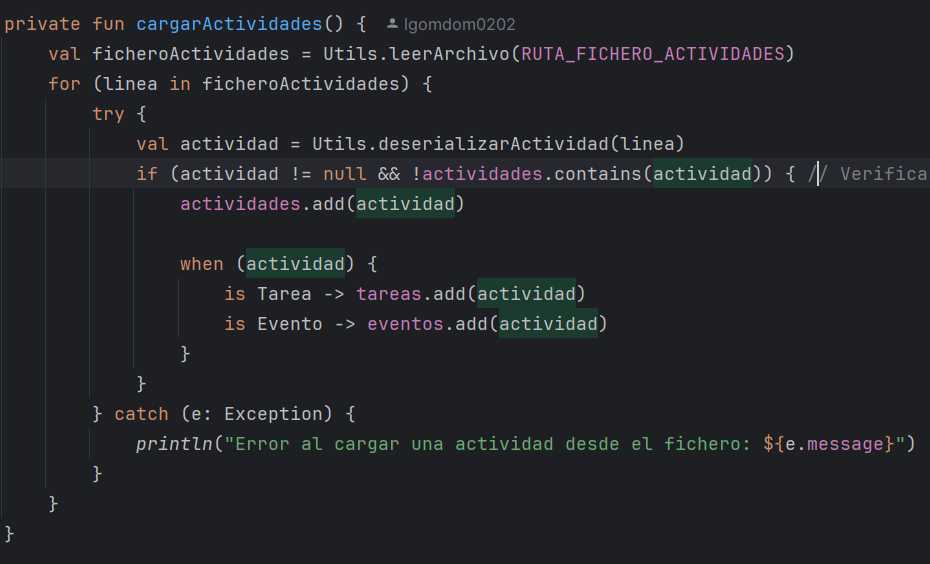 private fun cargarActividades() { lgomdom0202
val ficheroActividades = Utils.leerArchivo(RUTA_FICHERO_ACTIVIDADES)
for (linea in ficheroActividades) {
try {
val actividad = Utils.deserializarActividad(linea)
if (actividad != null && !actividades.contains(actividad)) { // Verifica
actividades.add(actividad)
when (actividad) {
is Tarea -> tareas.add(actividad)
is Evento -> eventos.add(actividad)
}
}
} catch (e: Exception) {
println("Error al cargar una actividad desde el fichero: ${e.message}")
}
}
}